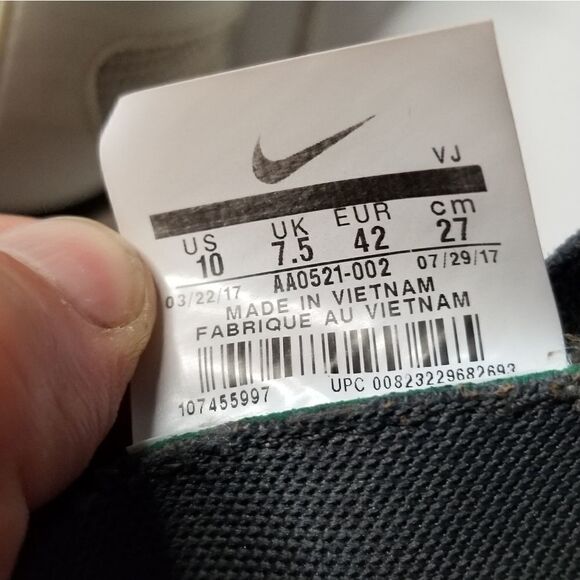 VJ
US UK EUR cm
10 7.5 42 27
03/22/17 AA0521-002 07/29/17
MADE IN VIETNAM
FABRIQUE AU VIETNAM
107455997 UPC 00823229682693